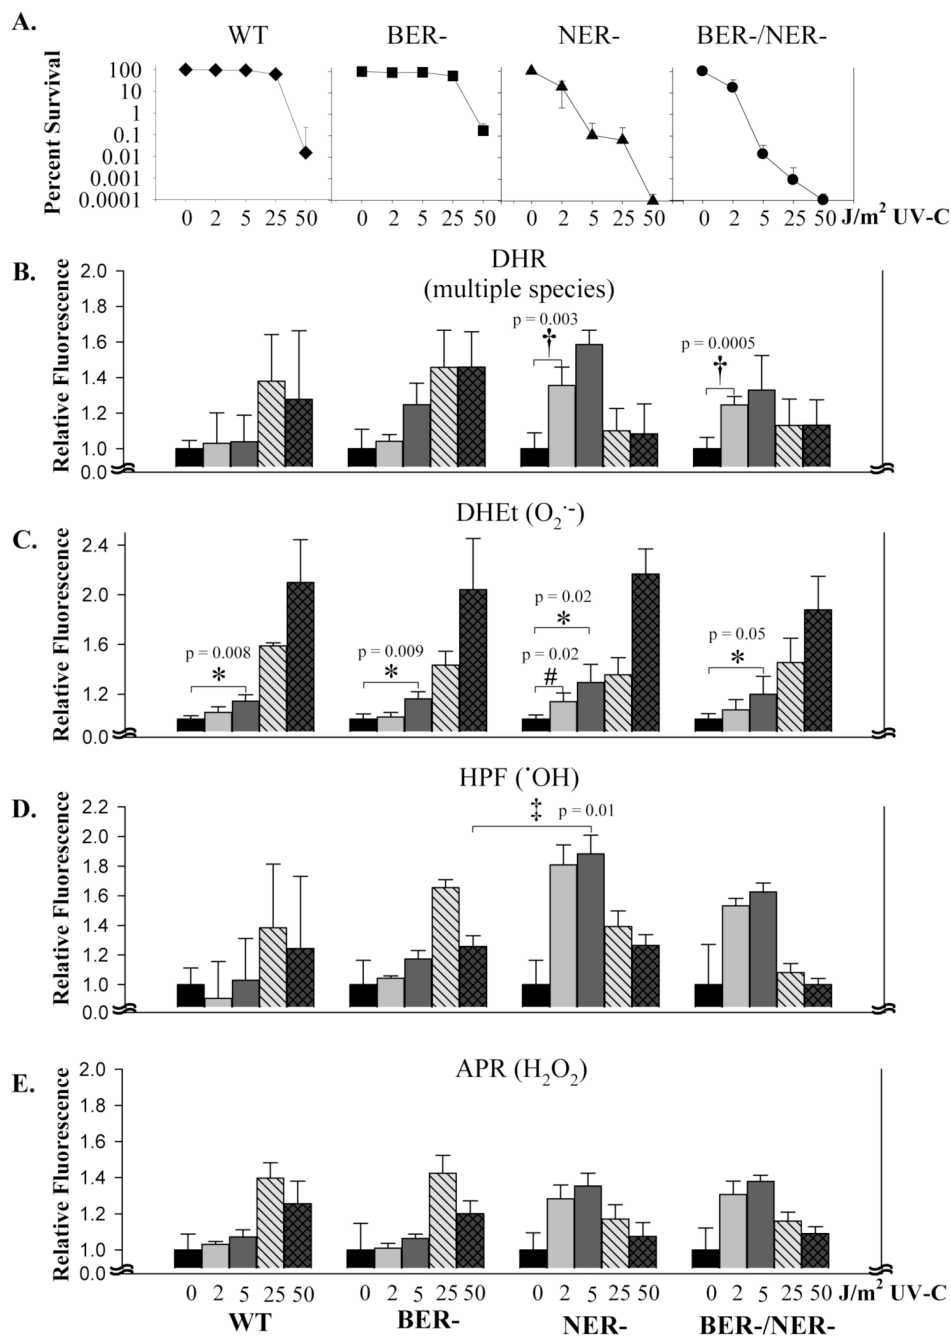 A.
WT BER- NER- BER-/NER-
Percent Survival
100
10
1
0.1
0.01
0.001
0.0001
0 2 5 25 50 0 2 5 25 50 0 2 5 25 50 0 2 5 25 50 J/m² UV-C
B.
DHR
(multiple species)
Relative Fluorescence
2.0
1.6
1.4
1.2
1.0
0.0
p = 0.003
†
p = 0.0005
†
C.
DHEt (O₂·-)
Relative Fluorescence
2.4
2.0
1.6
1.2
0.0
p = 0.008
*
p = 0.009
*
p = 0.02
*
p = 0.02
#
p = 0.05
*
D.
HPF (·OH)
Relative Fluorescence
2.2
2.0
1.8
1.6
1.4
1.2
1.0
0.0
‡ p = 0.01
E.
APR (H₂O₂)
Relative Fluorescence
2.0
1.8
1.6
1.4
1.2
1.0
0.0
0 2 5 25 50 0 2 5 25 50 0 2 5 25 50 0 2 5 25 50 J/m² UV-C
WT BER- NER- BER-/NER-